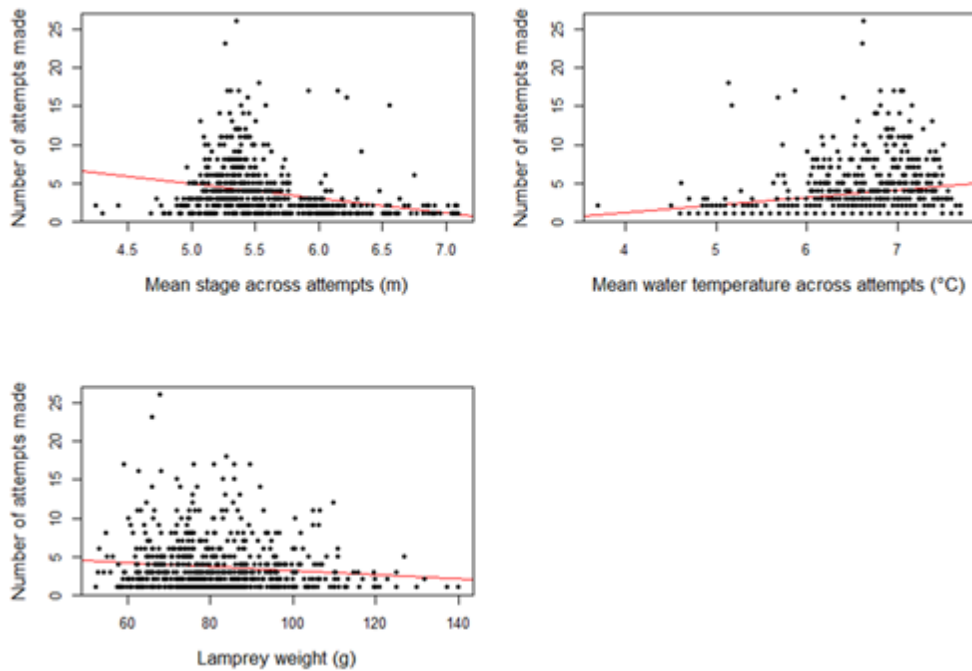 Number of attempts made
25
20
15
10
5
0
4.5 5.0 5.5 6.0 6.5 7.0
Mean stage across attempts (m)
Number of attempts made
25
20
15
10
5
0
4 5 6 7
Mean water temperature across attempts (°C)
Number of attempts made
25
20
15
10
5
0
60 80 100 120 140
Lamprey weight (g)